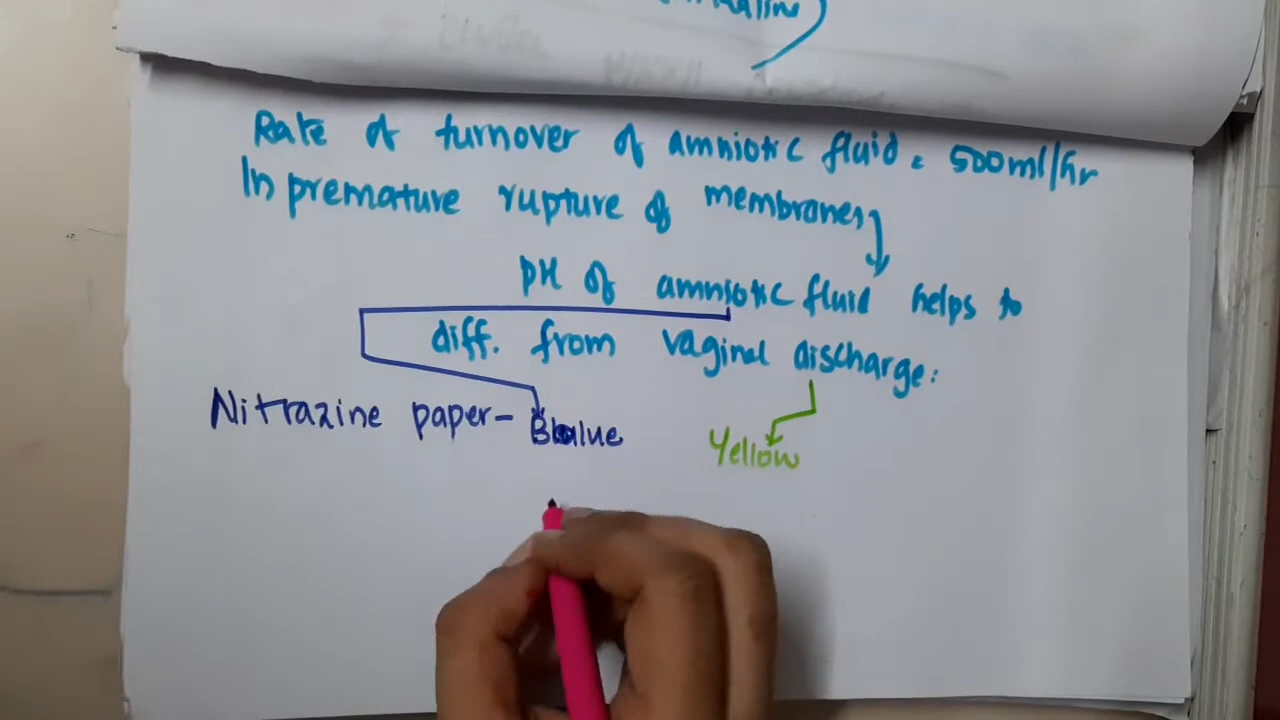 Rate of turnover of amniotic fluid = 500ml/hr
In premature rupture of membranes,
pH of amniotic fluid helps to
diff. from vaginal discharge:
Nitrazine paper- Blue
Yellow